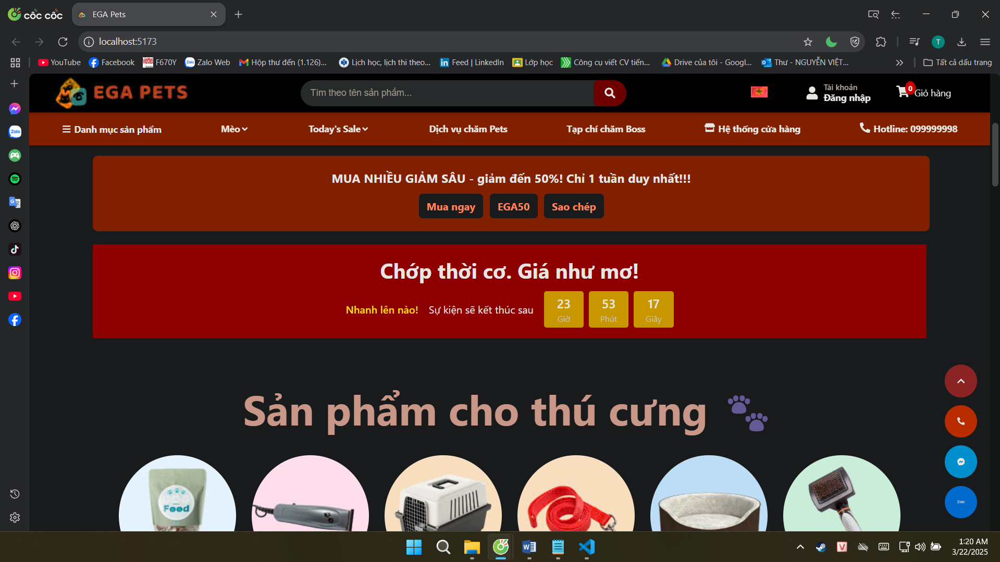 cốc cốc
EGA Pets
localhost:5173
T
YouTube
Facebook
F670Y
Zalo Web
Hộp thư đến (1.126)...
Lịch học, lịch thi theo...
Feed | LinkedIn
Lớp học
Công cụ viết CV tiến...
Drive của tôi - Googl...
Thư - NGUYỄN VIỆT...
Tất cả dấu trang
EGA PETS
Tìm theo tên sản phẩm...
Tài khoản
Đăng nhập
0
Giỏ hàng
Danh mục sản phẩm
Mèo
Today's Sale
Dịch vụ chăm Pets
Tạp chí chăm Boss
Hệ thống cửa hàng
Hotline: 099999998
MUA NHIỀU GIẢM SÂU - giảm đến 50%! Chỉ 1 tuần duy nhất!!!
Mua ngay
EGA50
Sao chép
Chớp thời cơ. Giá như mơ!
Nhanh lên nào!
Sự kiện sẽ kết thúc sau
23
Giờ
53
Phút
17
Giây
Sản phẩm cho thú cưng
Food
Zalo
1:20 AM
3/22/2025